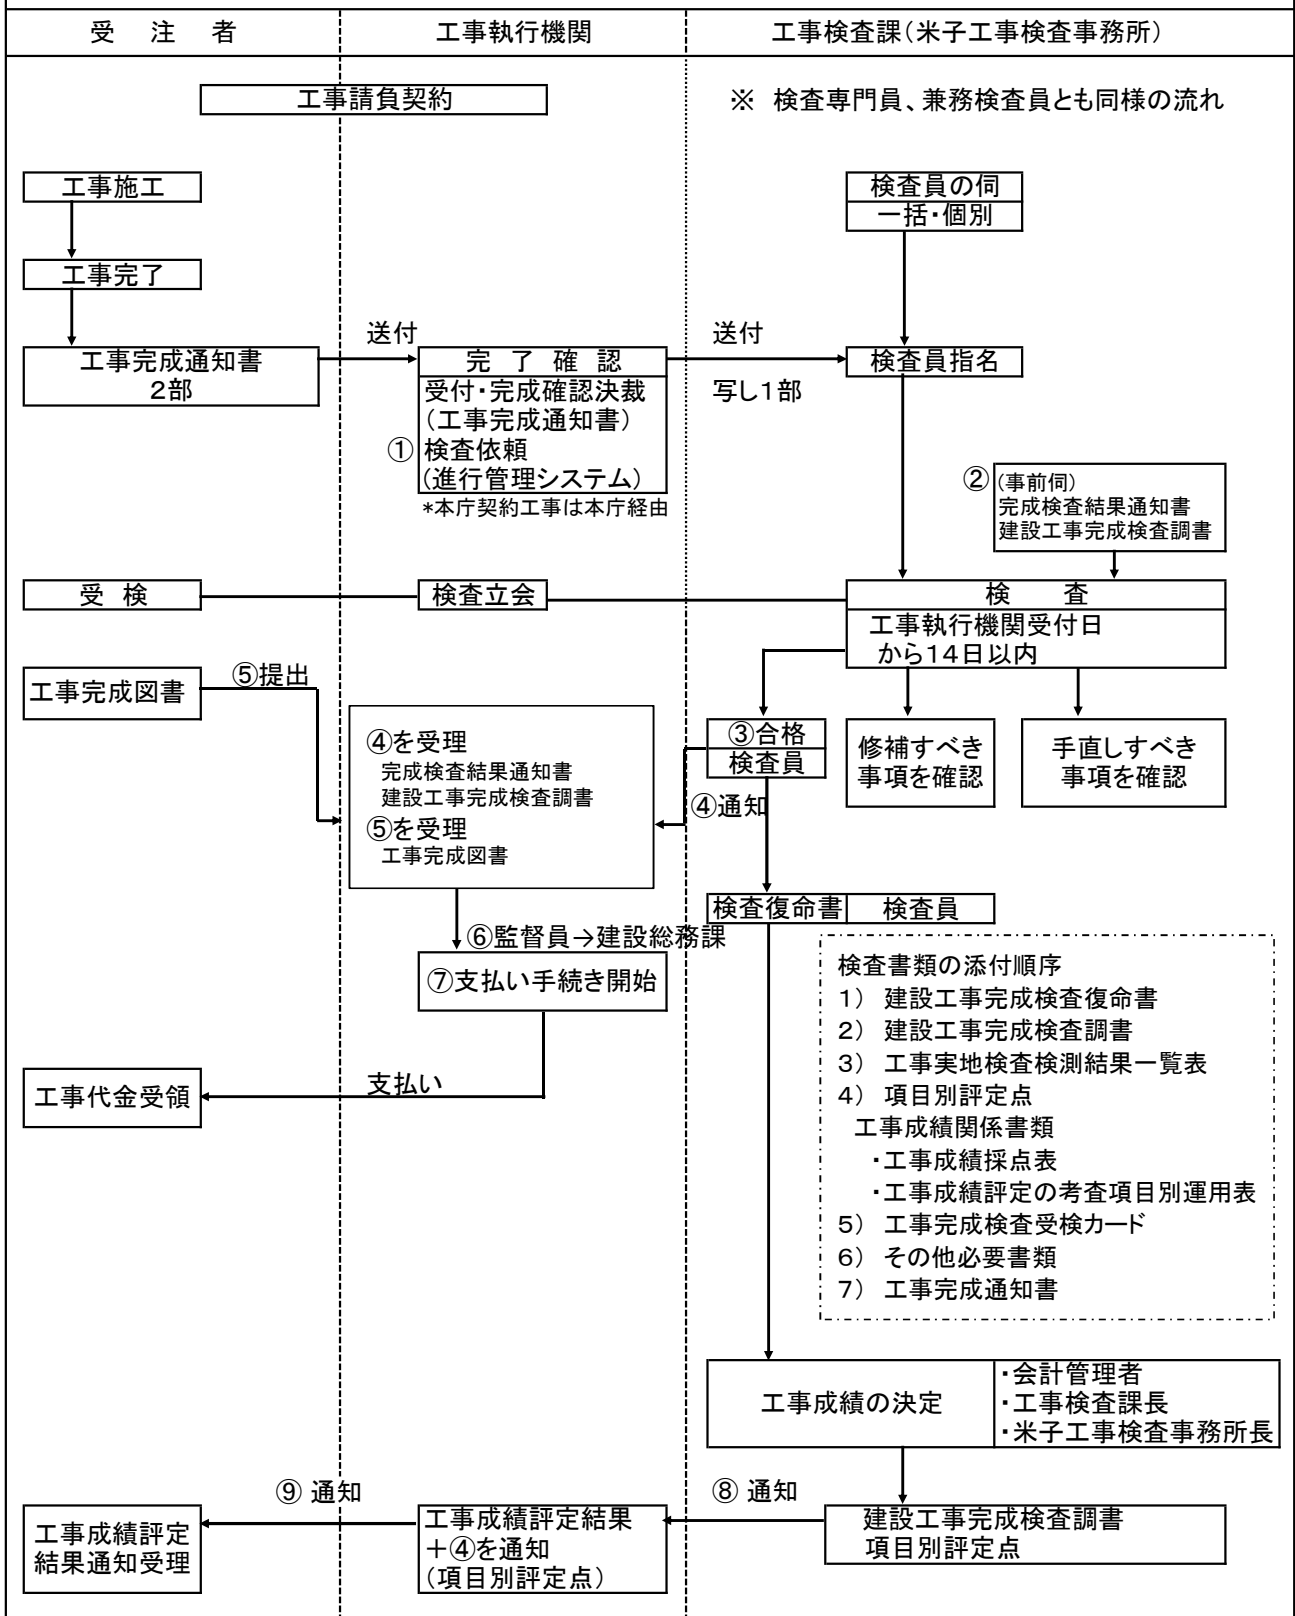 受　注　者
工事執行機関
工事検査課（米子工事検査事務所）
工事請負契約
※　検査専門員、兼務検査員とも同様の流れ
工事施工
検査員の伺
一括・個別
工事完了
送付
送付
工事完成通知書
２部
完　了　確　認
受付・完成確認決裁
（工事完成通知書）
①
検査依頼
（進行管理システム）
*本庁契約工事は本庁経由
写し１部
検査員指名
②
(事前伺)
完成検査結果通知書
建設工事完成検査調書
受　検
検査立会
検　　査
工事執行機関受付日
から１４日以内
⑤提出
工事完成図書
④を受理
完成検査結果通知書
建設工事完成検査調書
⑤を受理
工事完成図書
③合格
検査員
④通知
修補すべき
事項を確認
手直しすべき
事項を確認
検査復命書
検査員
⑥監督員→建設総務課
⑦支払い手続き開始
検査書類の添付順序
１）　建設工事完成検査復命書
２）　建設工事完成検査調書
３）　工事実地検査検測結果一覧表
４）　項目別評定点
工事成績関係書類
・工事成績採点表
・工事成績評定の考査項目別運用表
５）　工事完成検査受検カード
６）　その他必要書類
７）　工事完成通知書
支払い
工事代金受領
工事成績の決定
・会計管理者
・工事検査課長
・米子工事検査事務所長
⑨ 通知
⑧ 通知
工事成績評定
結果通知受理
工事成績評定結果
＋④を通知
（項目別評定点）
建設工事完成検査調書
項目別評定点